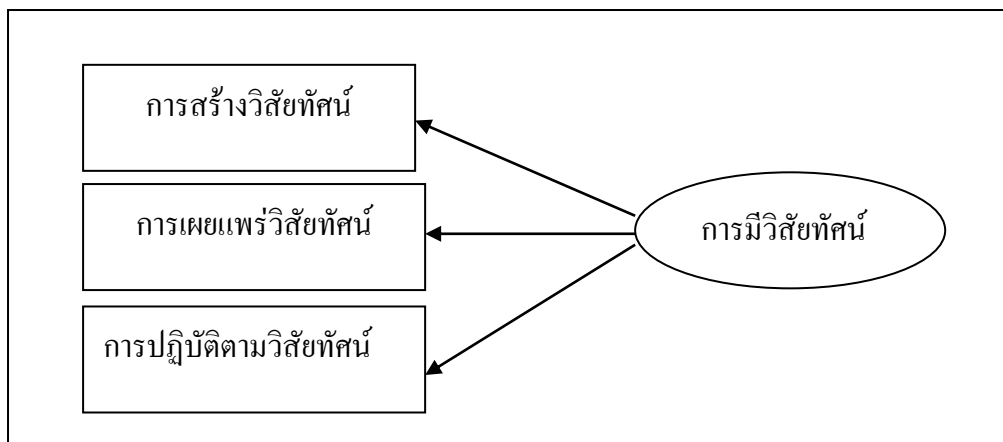 การสร้างวิสัยทัศน์
การเผยแพร่วิสัยทัศน์
การมีวิสัยทัศน์
การปฏิบัติตามวิสัยทัศน์